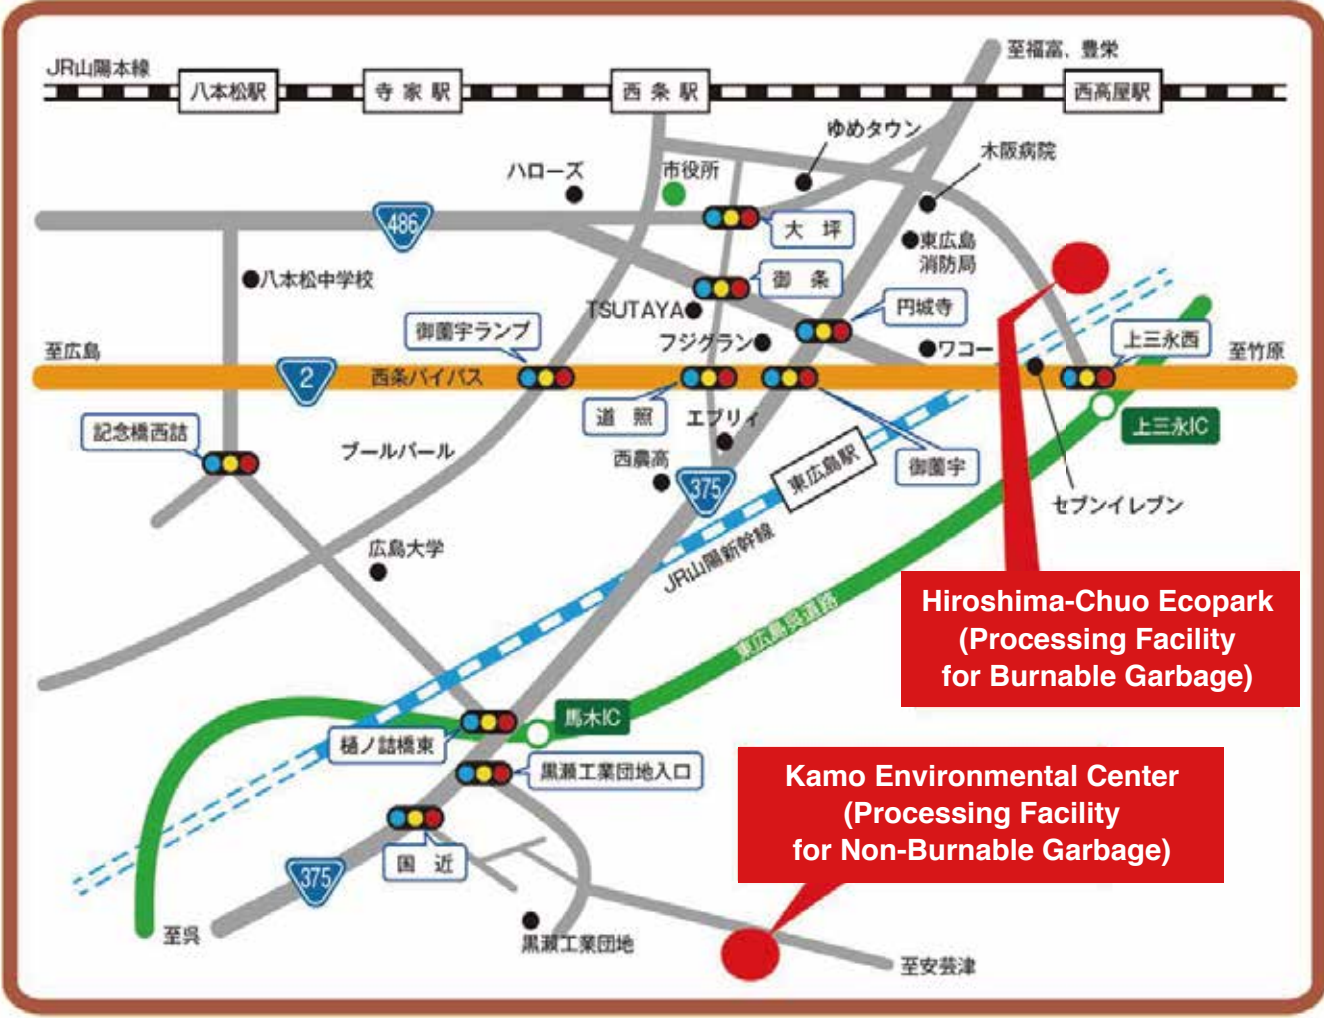 至福富、豊栄
JR山陽本線
八本松駅
寺家駅
西条駅
西高屋駅
ゆめタウン
木阪病院
ハローズ
市役所
486
大坪
東広島
消防局
八本松中学校
御条
TSUTAYA
円城寺
御薗宇ランプ
フジグラン
ワコー
上三永西
至広島
至竹原
2
西条バイパス
道照
エブリィ
上三永IC
記念橋西詰
ブールバール
西農高
東広島駅
御薗宇
375
セブンイレブン
広島大学
JR山陽新幹線
東広島呉道路
Hiroshima-Chuo Ecopark
(Processing Facility
for Burnable Garbage)
馬木IC
樋ノ詰橋東
黒瀬工業団地入口
Kamo Environmental Center
(Processing Facility
for Non-Burnable Garbage)
国近
375
至呉
黒瀬工業団地
至安芸津